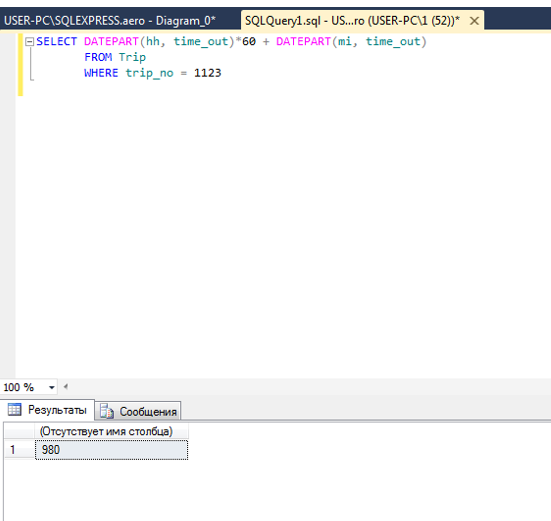 USER-PC\SQLEXPRESS.aero - Diagram_0* SQLQuery1.sql - US...ro (USER-PC\1 (52))*
SELECT DATEPART(hh, time_out)*60 + DATEPART(mi, time_out)
FROM Trip
WHERE trip_no = 1123
100 %
Результаты Сообщения
(Отсутствует имя столбца)
1 980